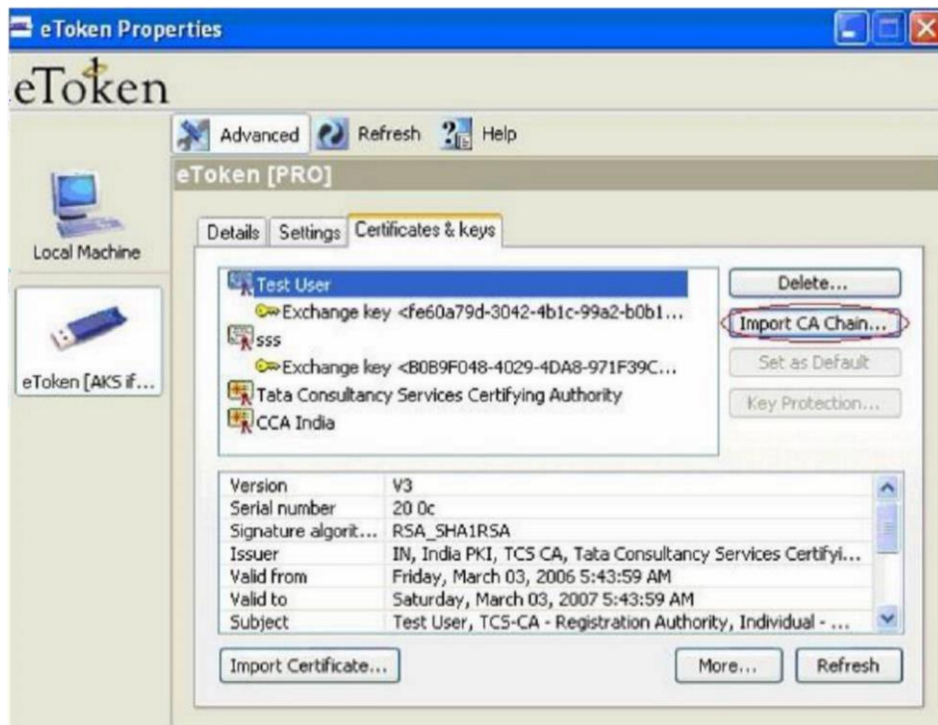 eToken Properties
eToken
Advanced Refresh Help
eToken [PRO]
Local Machine
eToken [AKS if...
Details Settings Certificates & keys
Test User
Exchange key <fe60a79d-3042-4b1c-99a2-b0b1...
sss
Exchange key <B0B9F048-4029-4DA8-971F39C...
Tata Consultancy Services Certifying Authority
CCA India
Delete...
Import CA Chain...
Set as Default
Key Protection...
Version V3
Serial number 20 0c
Signature algorit... RSA_SHA1RSA
Issuer IN, India PKI, TCS CA, Tata Consultancy Services Certifyi...
Valid from Friday, March 03, 2006 5:43:59 AM
Valid to Saturday, March 03, 2007 5:43:59 AM
Subject Test User, TCS-CA - Registration Authority, Individual - ...
Import Certificate... More... Refresh